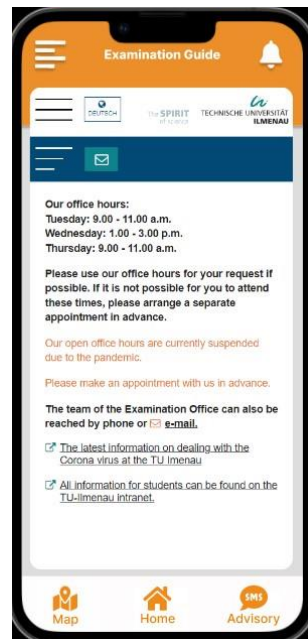 Examination Guide
DEUTECH
The SPIRIT
of science
TECHNISCHE UNIVERSITÄT
ILMENAU
Our office hours:
Tuesday: 9.00 - 11.00 a.m.
Wednesday: 1.00 - 3.00 p.m.
Thursday: 9.00 - 11.00 a.m.
Please use our office hours for your request if
possible. If it is not possible for you to attend
these times, please arrange a separate
appointment in advance.
Our open office hours are currently suspended
due to the pandemic.
Please make an appointment with us in advance.
The team of the Examination Office can also be
reached by phone or e-mail.
The latest information on dealing with the
Corona virus at the TU Imenau
All information for students can be found on the
TU-Ilmenau intranet.
SMS
Map
Home
Advisory